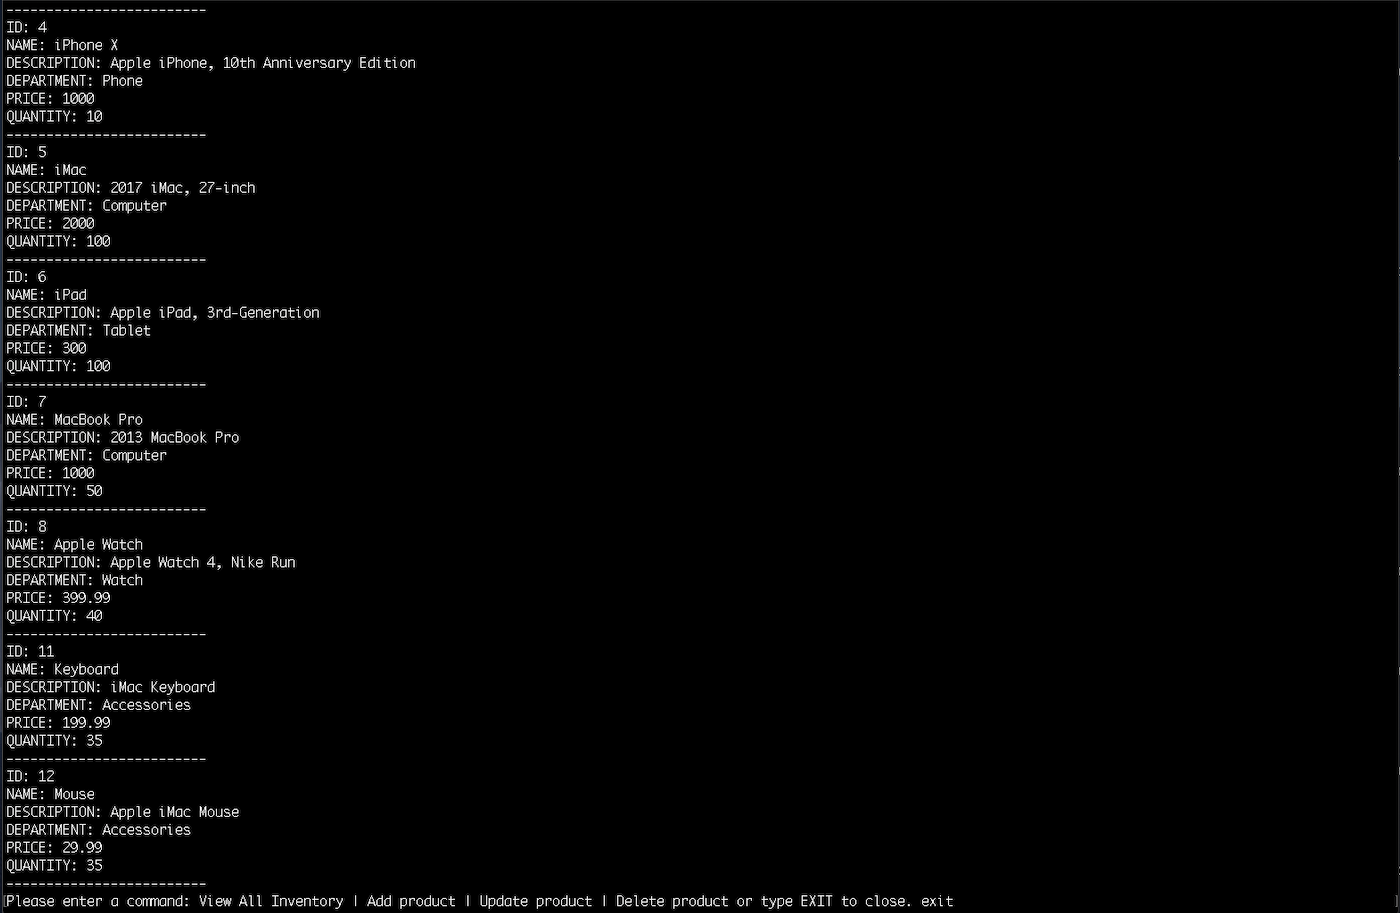 -------------------------
ID: 4
NAME: iPhone X
DESCRIPTION: Apple iPhone, 10th Anniversary Edition
DEPARTMENT: Phone
PRICE: 1000
QUANTITY: 10
-------------------------
ID: 5
NAME: iMac
DESCRIPTION: 2017 iMac, 27-inch
DEPARTMENT: Computer
PRICE: 2000
QUANTITY: 100
-------------------------
ID: 6
NAME: iPad
DESCRIPTION: Apple iPad, 3rd-Generation
DEPARTMENT: Tablet
PRICE: 300
QUANTITY: 100
-------------------------
ID: 7
NAME: MacBook Pro
DESCRIPTION: 2013 MacBook Pro
DEPARTMENT: Computer
PRICE: 1000
QUANTITY: 50
-------------------------
ID: 8
NAME: Apple Watch
DESCRIPTION: Apple Watch 4, Nike Run
DEPARTMENT: Watch
PRICE: 399.99
QUANTITY: 40
-------------------------
ID: 11
NAME: Keyboard
DESCRIPTION: iMac Keyboard
DEPARTMENT: Accessories
PRICE: 199.99
QUANTITY: 35
-------------------------
ID: 12
NAME: Mouse
DESCRIPTION: Apple iMac Mouse
DEPARTMENT: Accessories
PRICE: 29.99
QUANTITY: 35
-------------------------
Please enter a command: View All Inventory | Add product | Update product | Delete product or type EXIT to close. exit